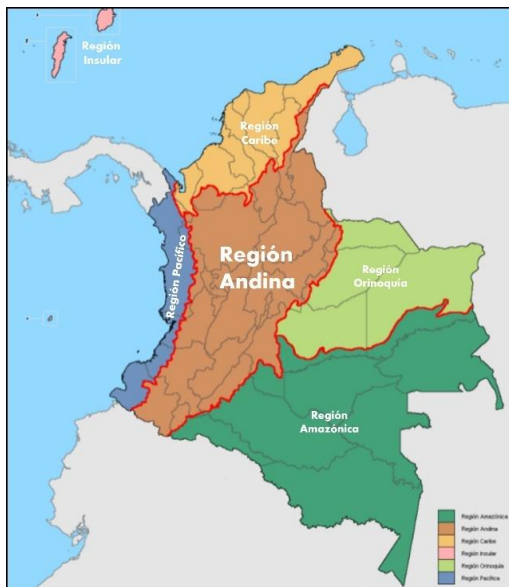 Región
Insular
Región
Caribe
Región Pacífico
Región
Andina
Región
Orinoquía
Región
Amazónica
Región Amazónica
Región Andina
Región Caribe
Región Insular
Región Orinoquía
Región Pacífica